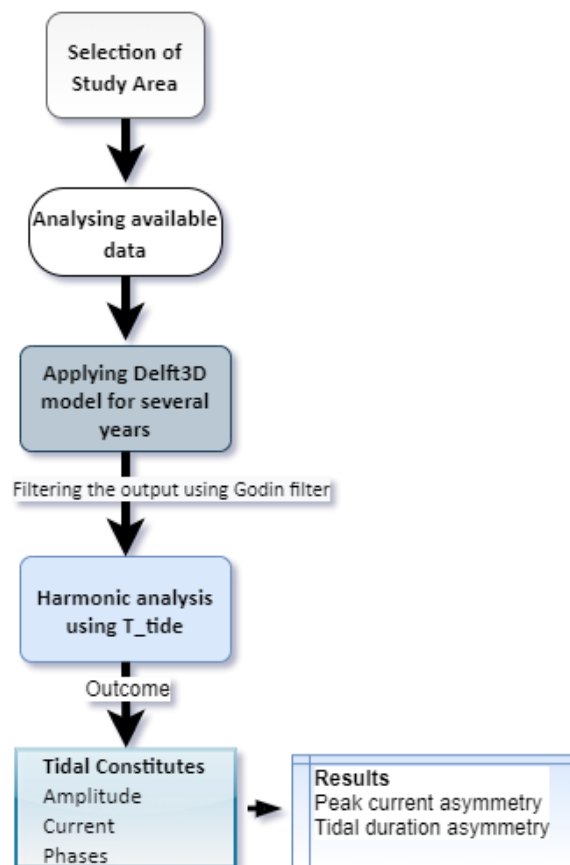 Selection of
Study Area
Analysing available
data
Applying Delft3D
model for several
years
Filtering the output using Godin filter
Harmonic analysis
using T_tide
Outcome
Tidal Constitutes
Amplitude
Current
Phases
Results
Peak current asymmetry
Tidal duration asymmetry